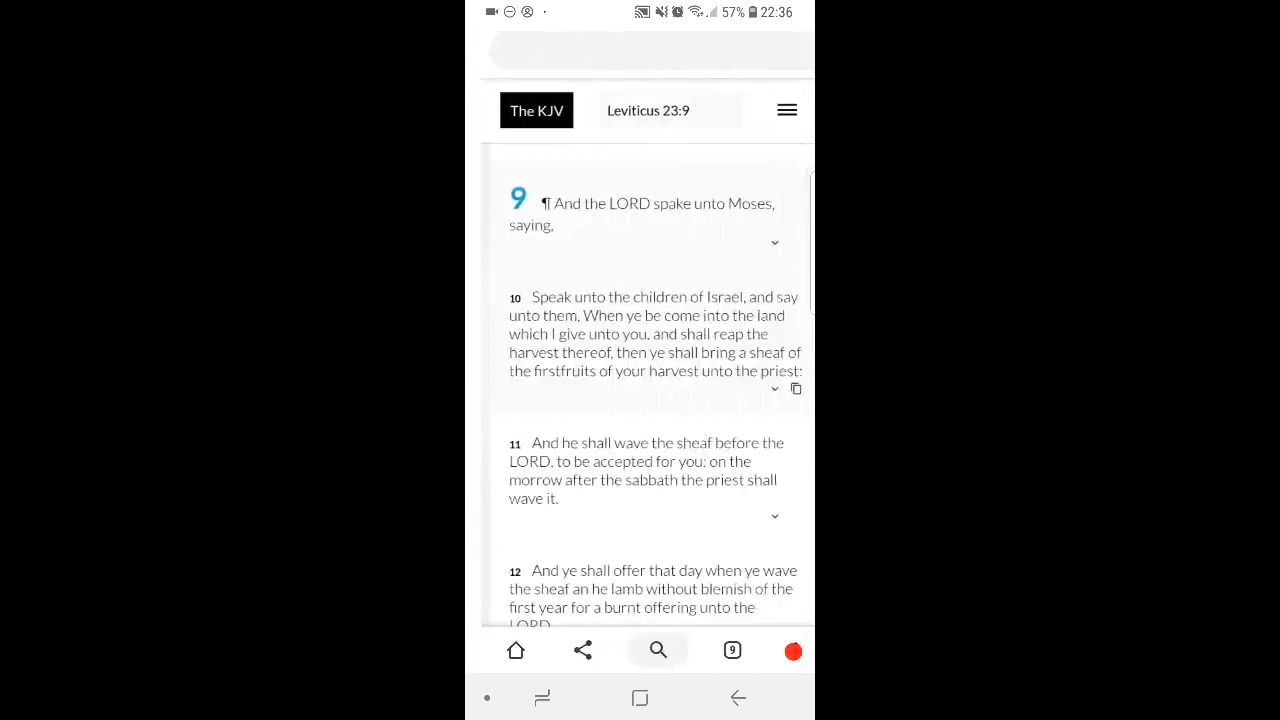 57% 22:36
The KJV Leviticus 23:9
9 ¶ And the LORD spake unto Moses,
saying,
10 Speak unto the children of Israel, and say
unto them, When ye be come into the land
which I give unto you, and shall reap the
harvest thereof, then ye shall bring a sheaf of
the firstfruits of your harvest unto the priest:
11 And he shall wave the sheaf before the
LORD, to be accepted for you: on the
morrow after the sabbath the priest shall
wave it.
12 And ye shall offer that day when ye wave
the sheaf an he lamb without blemish of the
first year for a burnt offering unto the
LORD
9